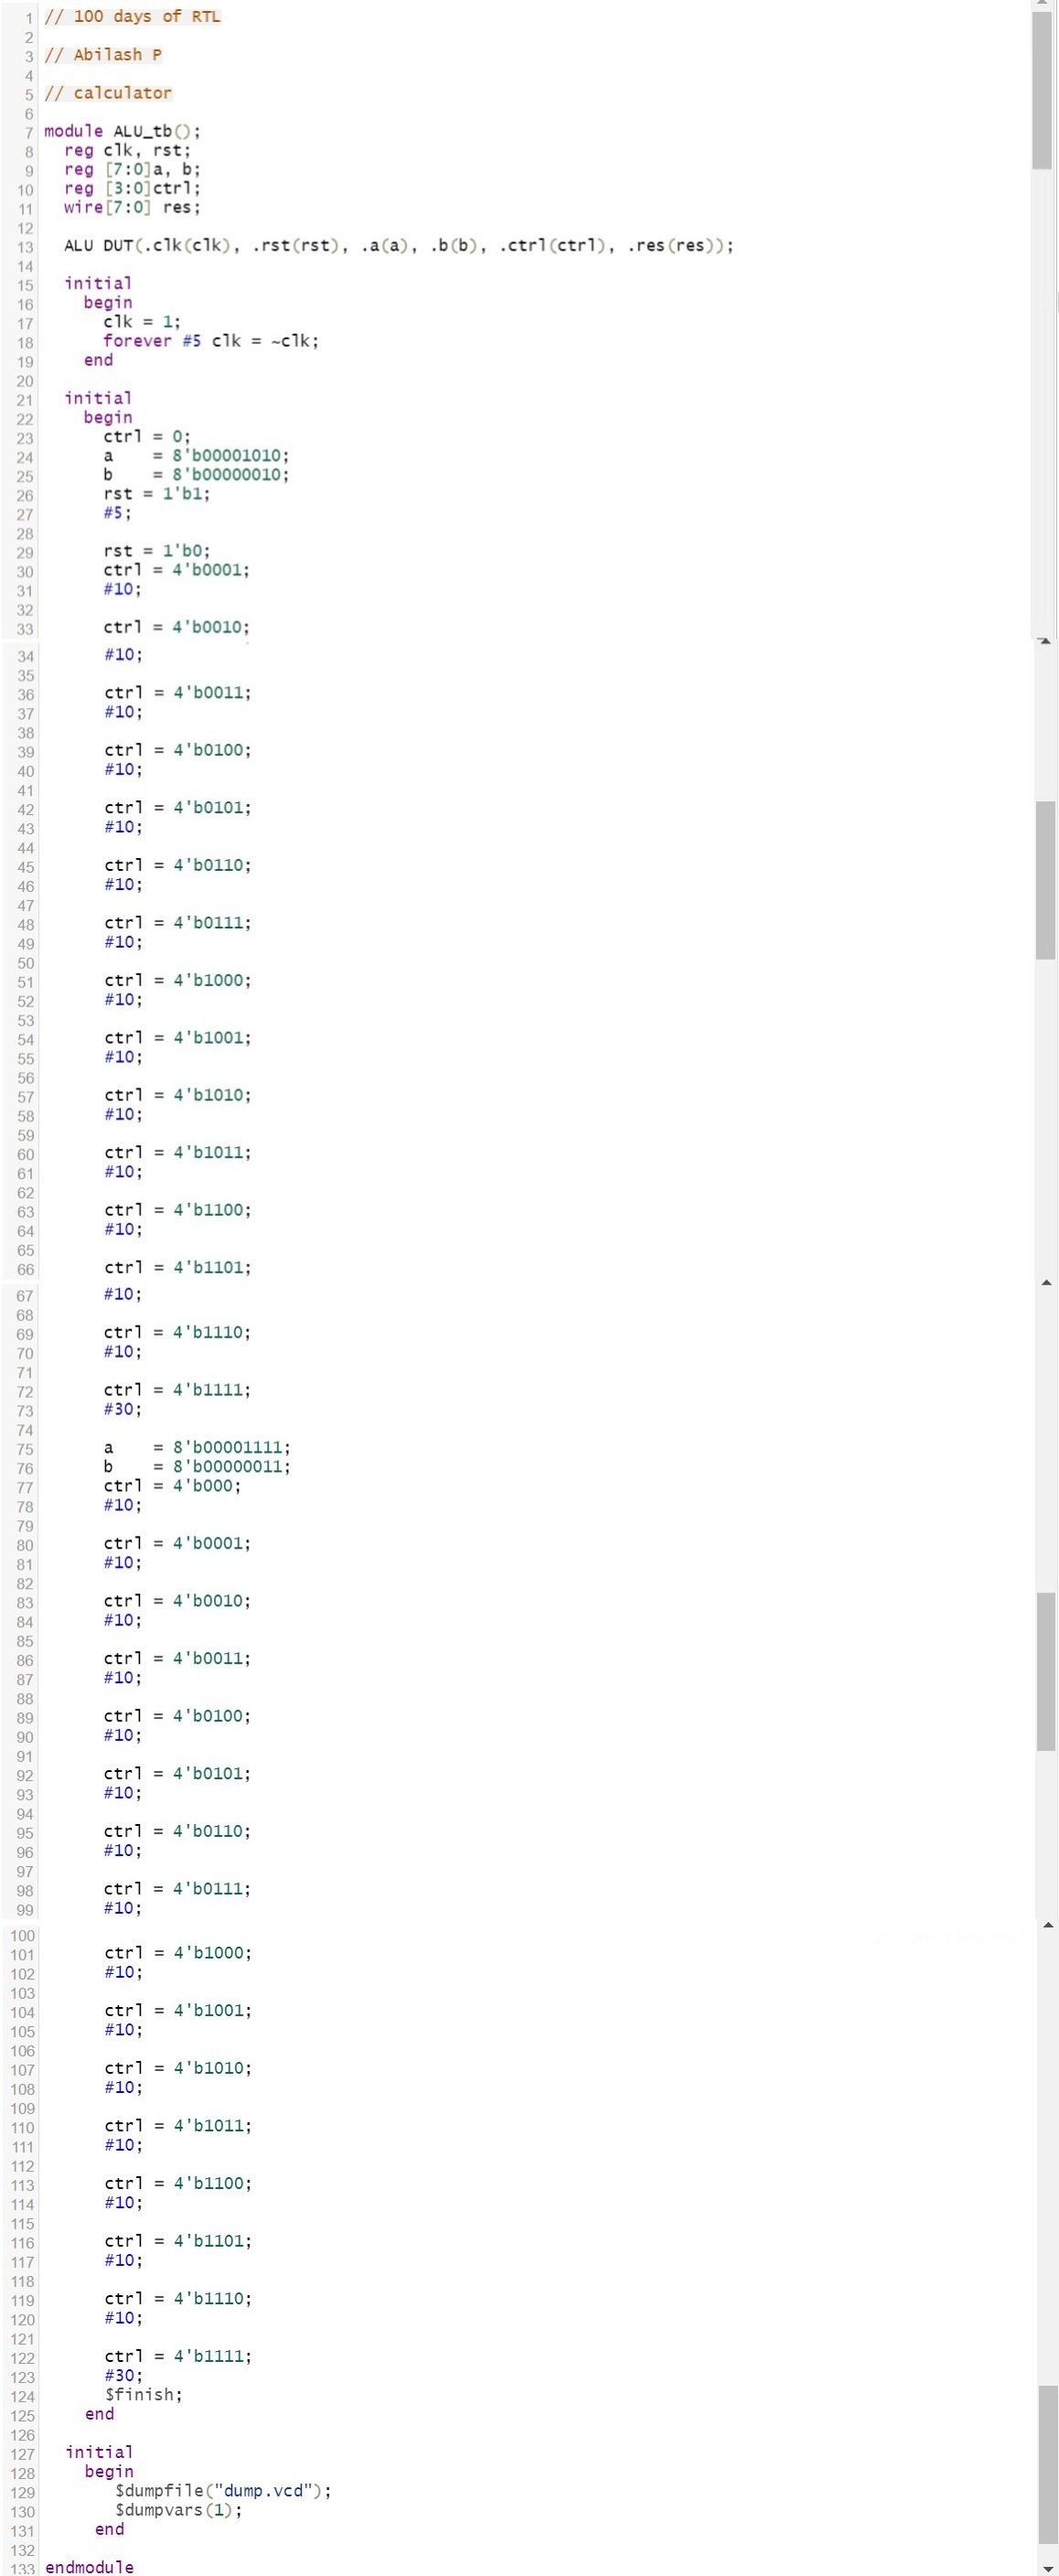 1 // 100 days of RTL
2
3 // Abilash P
4
5 // calculator
6
7 module ALU_tb();
8 reg clk, rst;
9 reg [7:0]a, b;
10 reg [3:0]ctrl;
11 wire[7:0] res;
12
13 ALU DUT(.clk(clk), .rst(rst), .a(a), .b(b), .ctrl(ctrl), .res(res));
14
15 initial
16 begin
17 clk = 1;
18 forever #5 clk = ~clk;
19 end
20
21 initial
22 begin
23 ctrl = 0;
24 a = 8'b00001010;
25 b = 8'b00000010;
26 rst = 1'b1;
27 #5;
28
29 rst = 1'b0;
30 ctrl = 4'b0001;
31 #10;
32
33 ctrl = 4'b0010;
34 #10;
35
36 ctrl = 4'b0011;
37 #10;
38
39 ctrl = 4'b0100;
40 #10;
41
42 ctrl = 4'b0101;
43 #10;
44
45 ctrl = 4'b0110;
46 #10;
47
48 ctrl = 4'b0111;
49 #10;
50
51 ctrl = 4'b1000;
52 #10;
53
54 ctrl = 4'b1001;
55 #10;
56
57 ctrl = 4'b1010;
58 #10;
59
60 ctrl = 4'b1011;
61 #10;
62
63 ctrl = 4'b1100;
64 #10;
65
66 ctrl = 4'b1101;
67 #10;
68
69 ctrl = 4'b1110;
70 #10;
71
72 ctrl = 4'b1111;
73 #30;
74
75 a = 8'b00001111;
76 b = 8'b00000011;
77 ctrl = 4'b000;
78 #10;
79
80 ctrl = 4'b0001;
81 #10;
82
83 ctrl = 4'b0010;
84 #10;
85
86 ctrl = 4'b0011;
87 #10;
88
89 ctrl = 4'b0100;
90 #10;
91
92 ctrl = 4'b0101;
93 #10;
94
95 ctrl = 4'b0110;
96 #10;
97
98 ctrl = 4'b0111;
99 #10;
100
101 ctrl = 4'b1000;
102 #10;
103
104 ctrl = 4'b1001;
105 #10;
106
107 ctrl = 4'b1010;
108 #10;
109
110 ctrl = 4'b1011;
111 #10;
112
113 ctrl = 4'b1100;
114 #10;
115
116 ctrl = 4'b1101;
117 #10;
118
119 ctrl = 4'b1110;
120 #10;
121
122 ctrl = 4'b1111;
123 #30;
124 $finish;
125 end
126
127 initial
128 begin
129 $dumpfile("dump.vcd");
130 $dumpvars(1);
131 end
132
133 endmodule